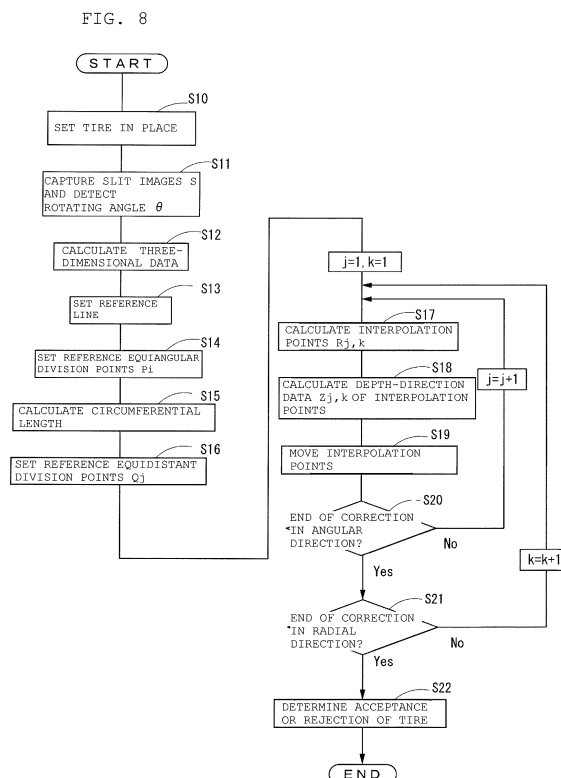 FIG. 8
START
S10
SET TIRE IN PLACE
S11
CAPTURE SLIT IMAGES S
AND DETECT
ROTATING ANGLE θ
S12
CALCULATE THREE-
DIMENSIONAL DATA
S13
SET REFERENCE
LINE
S14
SET REFERENCE EQUIANGULAR
DIVISION POINTS Pi
S15
CALCULATE CIRCUMFERENTIAL
LENGTH
S16
SET REFERENCE EQUIDISTANT
DIVISION POINTS Qj
j=1, k=1
S17
CALCULATE INTERPOLATION
POINTS Rj,k
S18
CALCULATE DEPTH-DIRECTION
DATA Zj,k OF INTERPOLATION
POINTS
j=j+1
S19
MOVE INTERPOLATION
POINTS
S20
END OF CORRECTION
IN ANGULAR
DIRECTION?
No
Yes
k=k+1
S21
END OF CORRECTION
IN RADIAL
DIRECTION?
No
Yes
S22
DETERMINE ACCEPTANCE
OR REJECTION OF TIRE
END